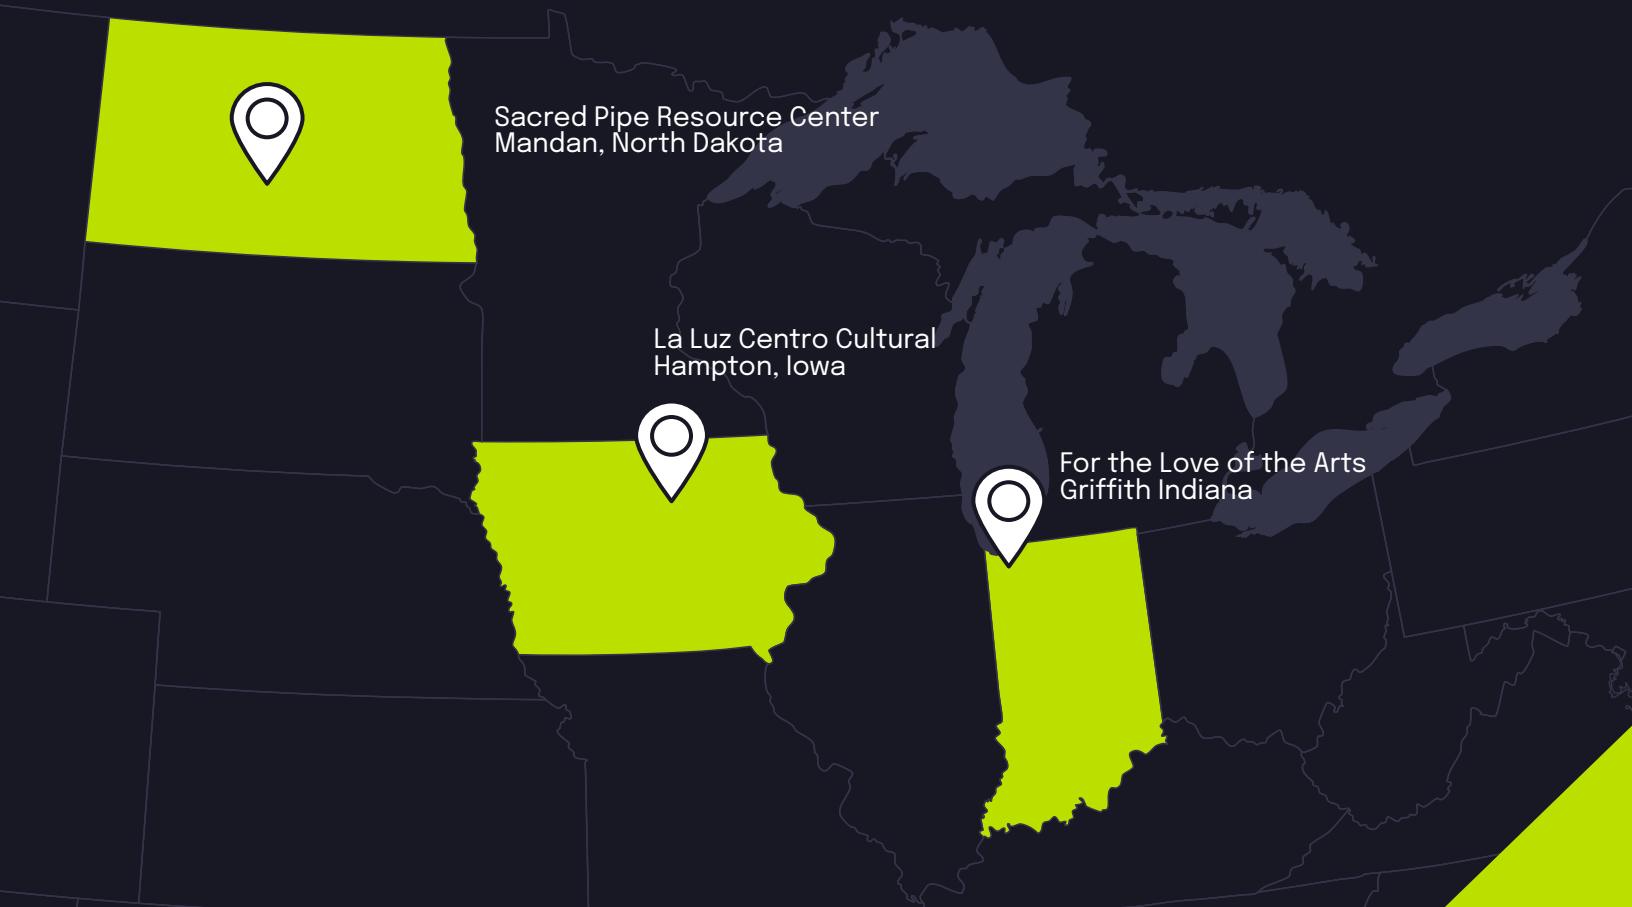 Sacred Pipe Resource Center
Mandan, North Dakota
La Luz Centro Cultural
Hampton, Iowa
For the Love of the Arts
Griffith Indiana